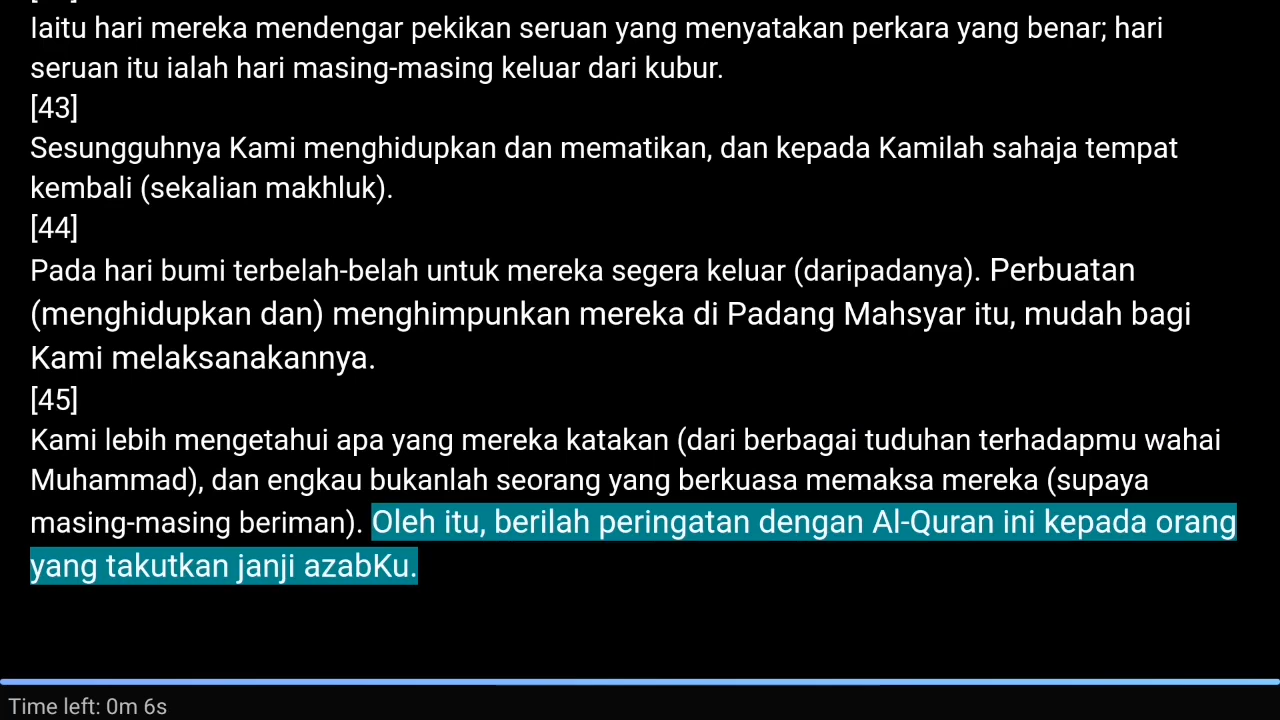 Iaitu hari mereka mendengar pekikan seruan yang menyatakan perkara yang benar; hari
seruan itu ialah hari masing-masing keluar dari kubur.
[43]
Sesungguhnya Kami menghidupkan dan mematikan, dan kepada Kamilah sahaja tempat
kembali (sekalian makhluk).
[44]
Pada hari bumi terbelah-belah untuk mereka segera keluar (daripadanya). Perbuatan
(menghidupkan dan) menghimpunkan mereka di Padang Mahsyar itu, mudah bagi
Kami melaksanakannya.
[45]
Kami lebih mengetahui apa yang mereka katakan (dari berbagai tuduhan terhadapmu wahai
Muhammad), dan engkau bukanlah seorang yang berkuasa memaksa mereka (supaya
masing-masing beriman). Oleh itu, berilah peringatan dengan Al-Quran ini kepada orang
yang takutkan janji azabKu.
Time left: 0m 6s